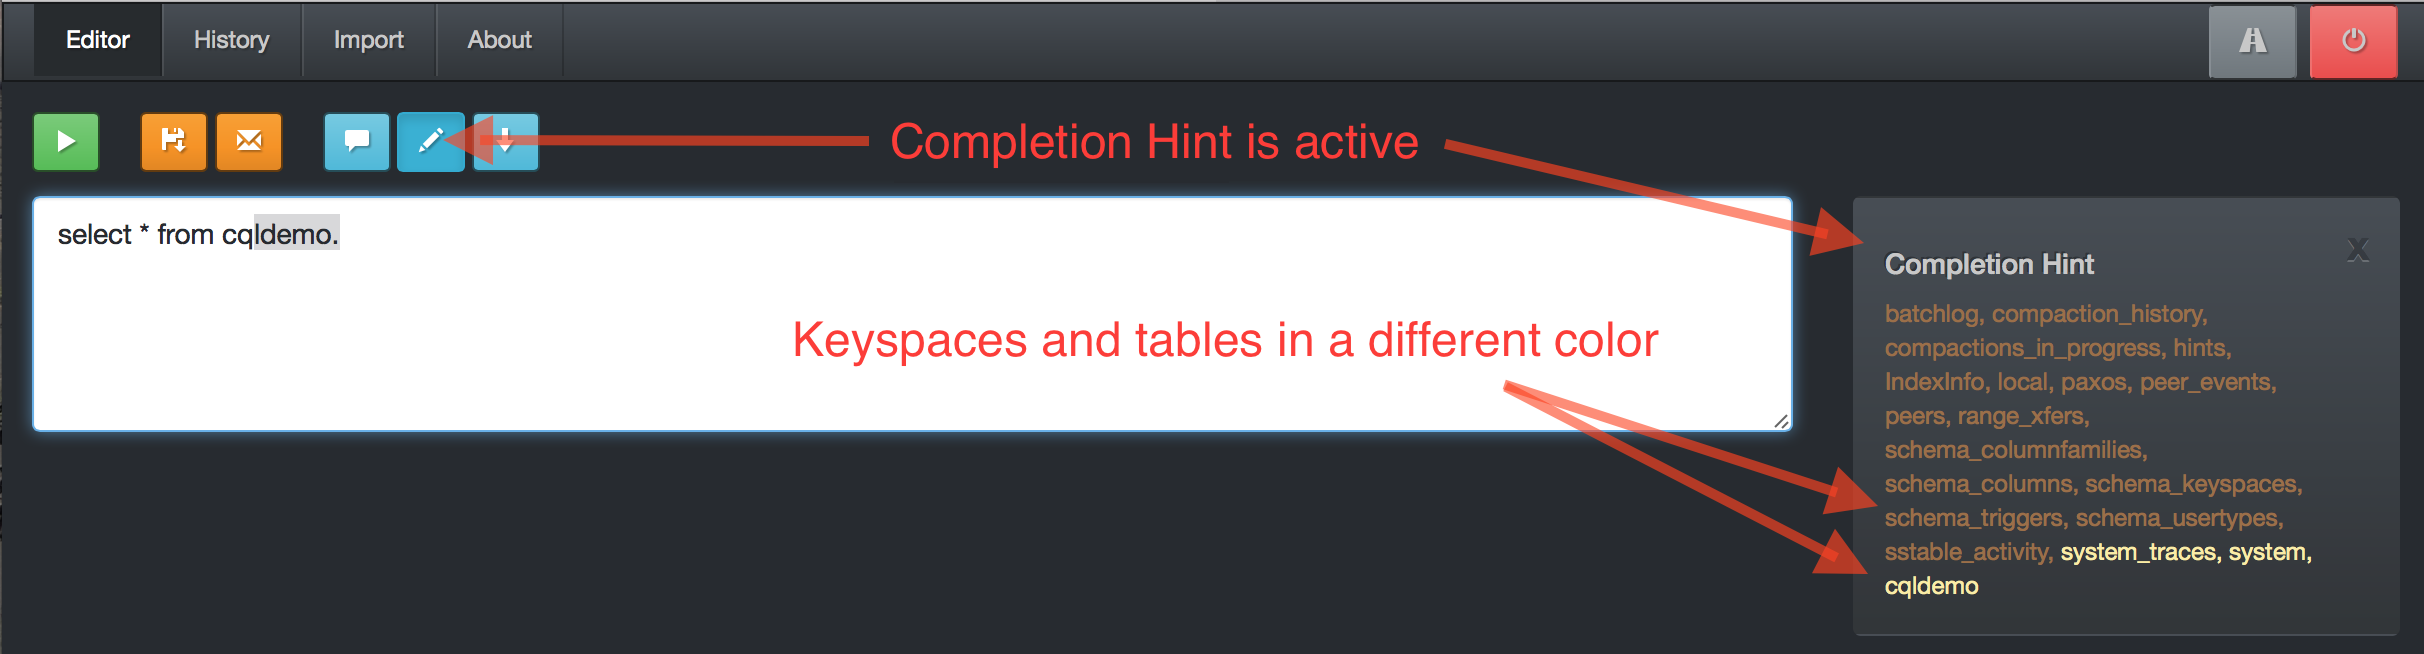 Editor History Import About
Completion Hint is active
select * from cqldemo.
Keyspaces and tables in a different color
X
Completion Hint
batchlog, compaction_history,
compactions_in_progress, hints,
IndexInfo, local, paxos, peer_events,
peers, range_xfers,
schema_columnfamilies,
schema_columns, schema_keyspaces,
schema_triggers, schema_usertypes,
sstable_activity, system_traces, system,
cqldemo